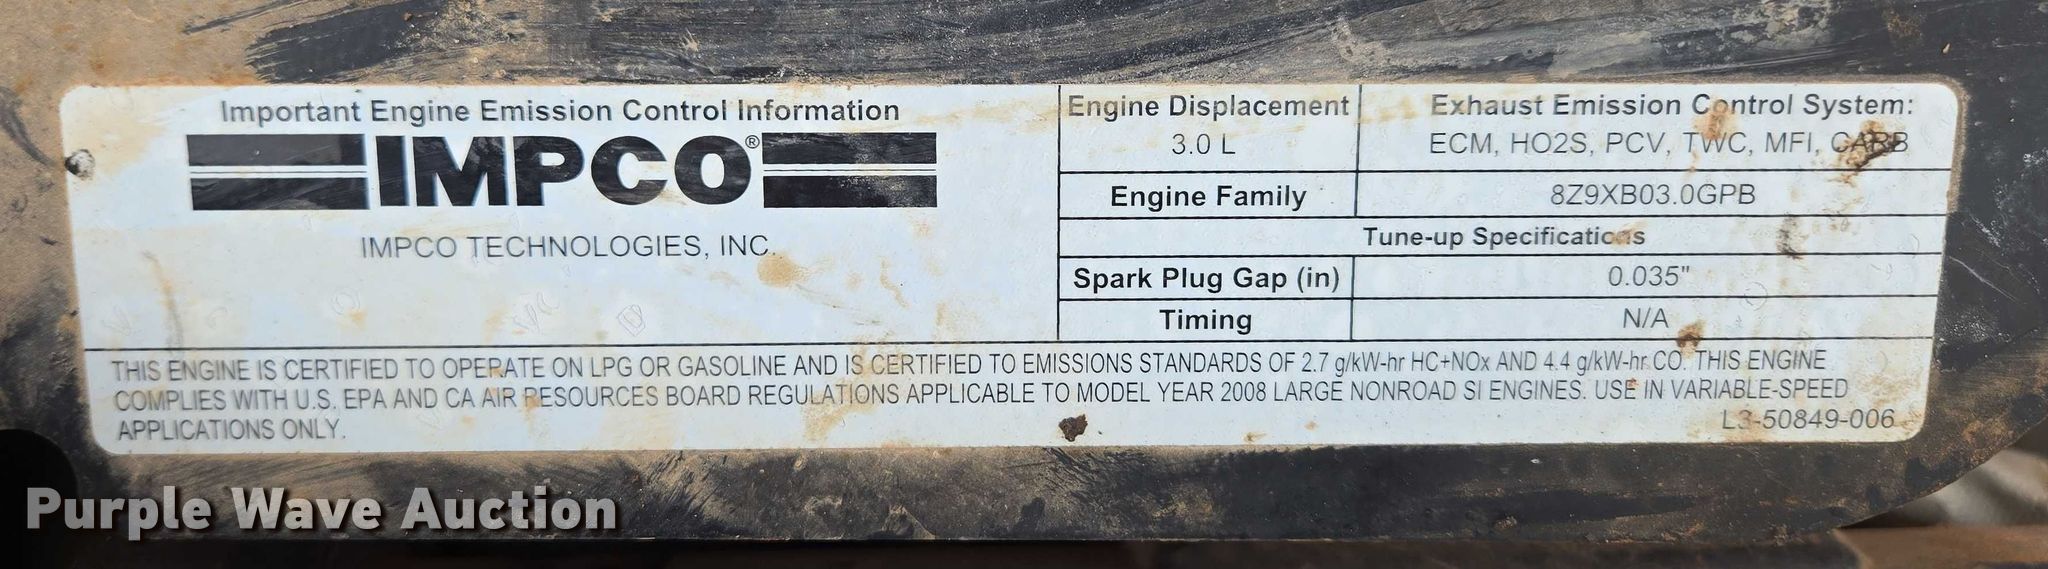 Important Engine Emission Control Information
IMPCO®
IMPCO TECHNOLOGIES, INC.
Engine Displacement
3.0 L
Exhaust Emission Control System:
ECM, HO2S, PCV, TWC, MFI, CARB
Engine Family
8Z9XB03.0GPB
Tune-up Specifications
Spark Plug Gap (in)
0.035"
Timing
N/A
THIS ENGINE IS CERTIFIED TO OPERATE ON LPG OR GASOLINE AND IS CERTIFIED TO EMISSIONS STANDARDS OF 2.7 g/kW-hr HC+NOx AND 4.4 g/kW-hr CO. THIS ENGINE
COMPLIES WITH U.S. EPA AND CA AIR RESOURCES BOARD REGULATIONS APPLICABLE TO MODEL YEAR 2008 LARGE NONROAD SI ENGINES. USE IN VARIABLE-SPEED
APPLICATIONS ONLY.
L3-50849-006
Purple Wave Auction